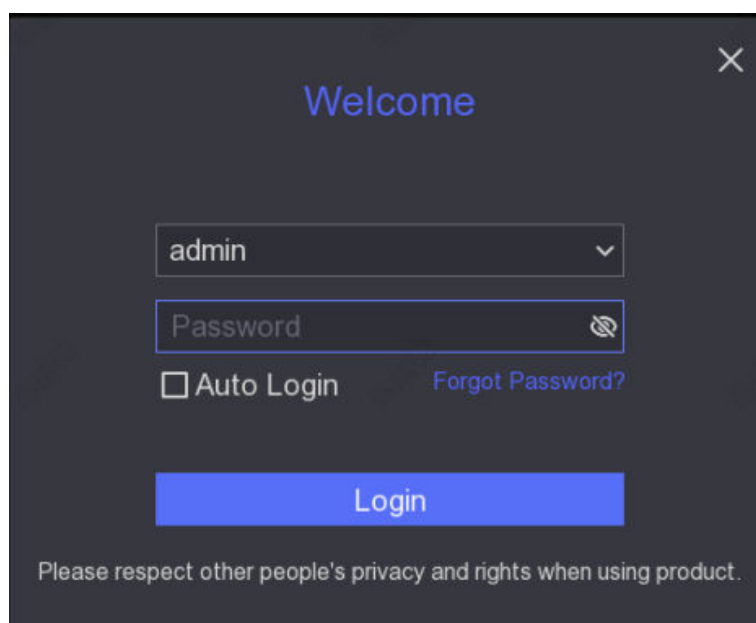 Welcome
admin
Password
Auto Login
Forgot Password?
Login
Please respect other people's privacy and rights when using product.